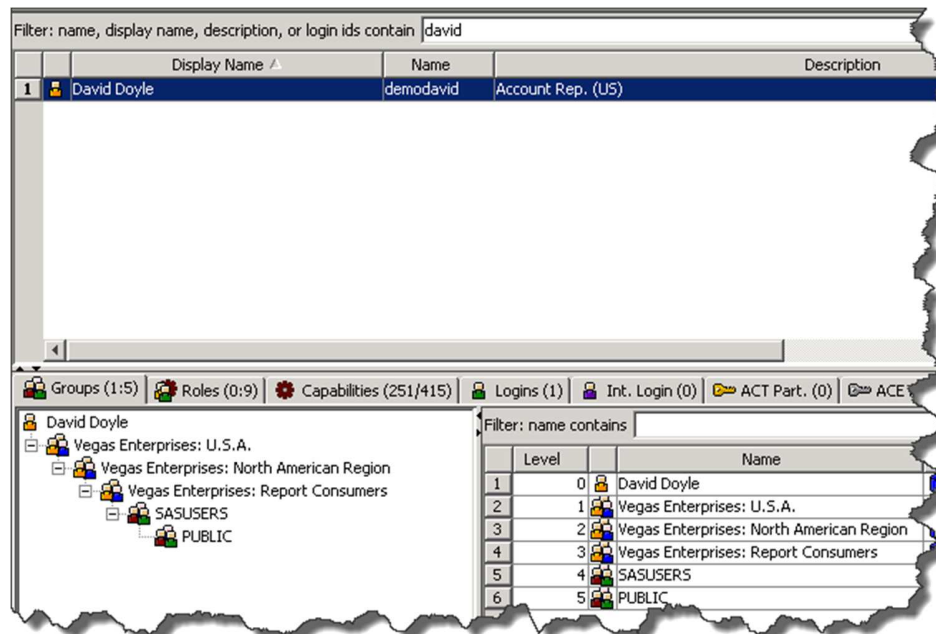 Filter: name, display name, description, or login ids contain david
Display Name Name Description
1 David Doyle demodavid Account Rep. (US)
Groups (1:5) Roles (0:9) Capabilities (251/415) Logins (1) Int. Login (0) ACT Part. (0) ACE
David Doyle
Vegas Enterprises: U.S.A.
Vegas Enterprises: North American Region
Vegas Enterprises: Report Consumers
SASUSERS
PUBLIC
Filter: name contains
Level Name
1 0 David Doyle
2 1 Vegas Enterprises: U.S.A.
3 2 Vegas Enterprises: North American Region
4 3 Vegas Enterprises: Report Consumers
5 4 SASUSERS
6 5 PUBLIC